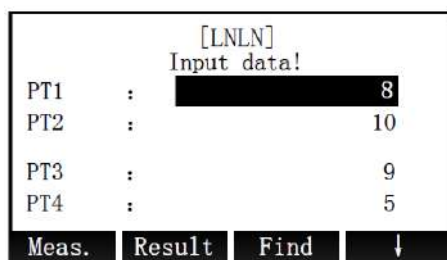 [LNLN]
Input data!
PT1 : 8
PT2 : 10
PT3 : 9
PT4 : 5
Meas. Result Find ↓